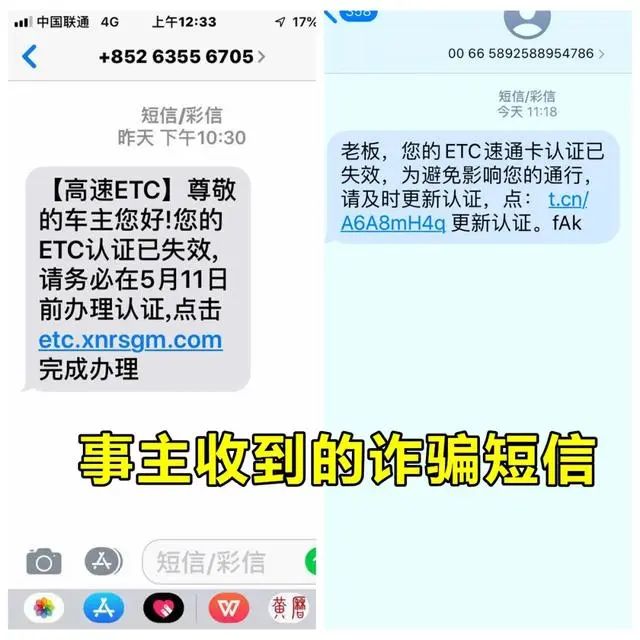 中国联通 4G 上午12:33 17%
+852 6355 6705
短信/彩信
昨天 下午10:30
【高速ETC】尊敬
的车主您好!您的
ETC认证已失效,
请务必在5月11日
前办理认证,点击
etc.xnrsgm.com
完成办理
短信/彩信
黄曆
358
00 66 5892588954786
短信/彩信
今天 11:18
老板，您的ETC速通卡认证已
失效，为避免影响您的通行，
请及时更新认证，点： t.cn/
A6A8mH4q 更新认证。fAk
事主收到的诈骗短信